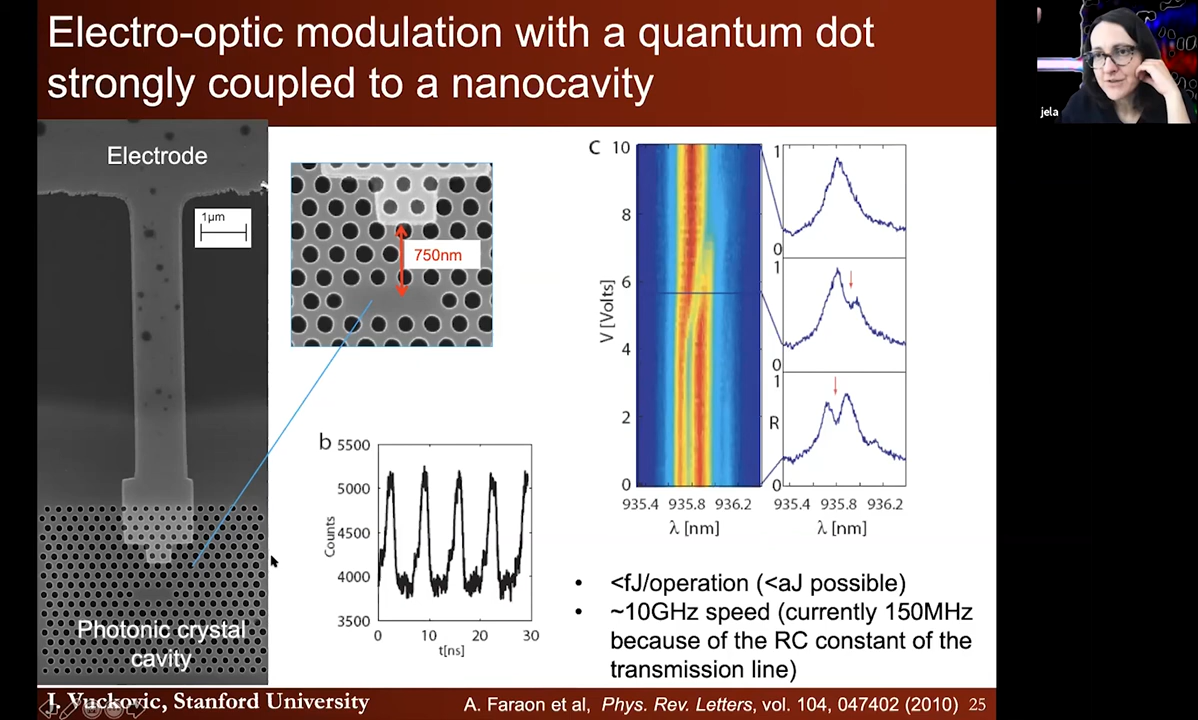 Electro-optic modulation with a quantum dot
strongly coupled to a nanocavity
jela
Electrode
1μm
750nm
Photonic crystal
cavity
b
5500
5000
4500
4000
3500
Counts
0 10 20 30
t[ns]
C
10
8
6
4
2
0
V [Volts]
935.4 935.8 936.2
λ [nm]
1
0
1
0
1
R
0
935.4 935.8 936.2
λ [nm]
• <fJ/operation (<aJ possible)
• ~10GHz speed (currently 150MHz
because of the RC constant of the
transmission line)
J. Vuckovic, Stanford University
A. Faraon et al, Phys. Rev. Letters, vol. 104, 047402 (2010) 25